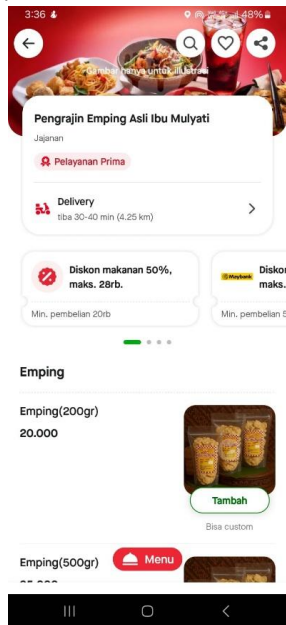 3:36
48%
Gambar hanya untuk ilustrasi
Pengrajin Emping Asli Ibu Mulyati
Jajanan
Pelayanan Prima
Delivery
tiba 30-40 min (4.25 km)
Diskon makanan 50%,
maks. 28rb.
Min. pembelian 20rb
Maybank
Diskon
maks.
Min. pembelian 5
Emping
Emping(200gr)
20.000
Tambah
Bisa custom
Emping(500gr)
Menu